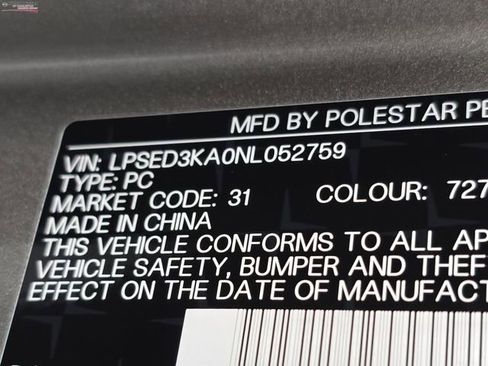 MFD BY POLESTAR PE
VIN: LPSED3KA0NL052759
TYPE: PC
MARKET CODE: 31 COLOUR: 727
MADE IN CHINA
THIS VEHICLE CONFORMS TO ALL AP
VEHICLE SAFETY, BUMPER AND THEF
EFFECT ON THE DATE OF MANUFACT